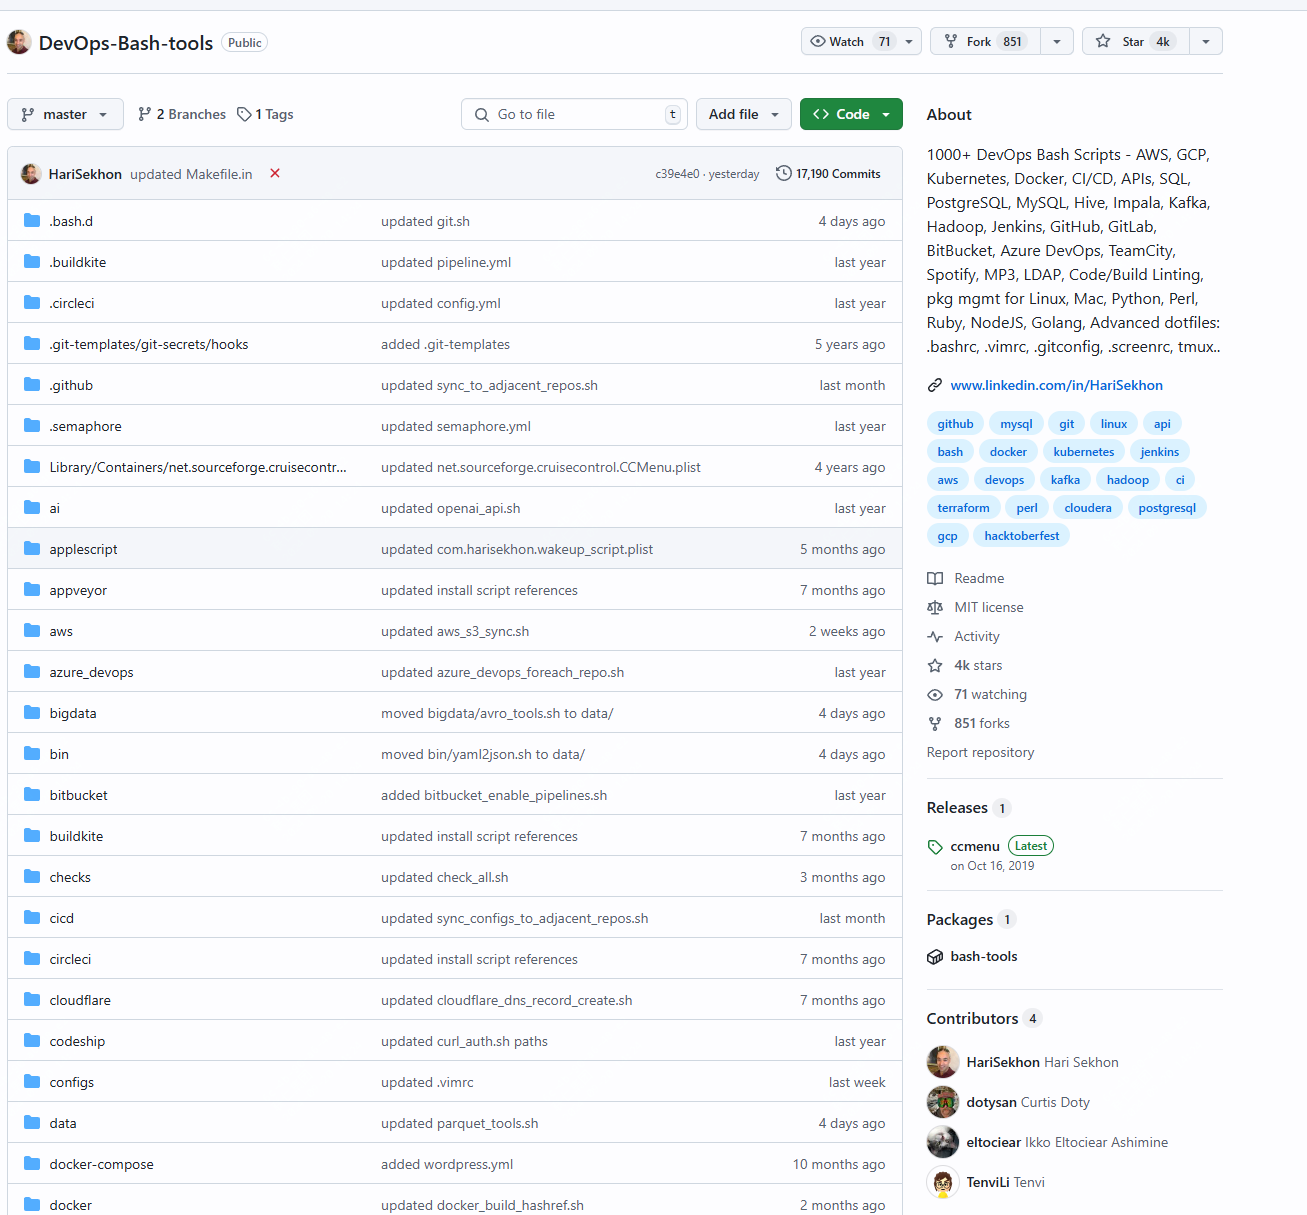 DevOps-Bash-tools Public
Watch 71 Fork 851 Star 4k
master 2 Branches 1 Tags Go to file t Add file Code
HariSekhon updated Makefile.in c39e4e0 · yesterday 17,190 Commits
.bash.d updated git.sh 4 days ago
.buildkite updated pipeline.yml last year
.circleci updated config.yml last year
.git-templates/git-secrets/hooks added .git-templates 5 years ago
.github updated sync_to_adjacent_repos.sh last month
.semaphore updated semaphore.yml last year
Library/Containers/net.sourceforge.cruisecontr... updated net.sourceforge.cruisecontrol.CCMenu.plist 4 years ago
ai updated openai_api.sh last year
applescript updated com.harisekhon.wakeup_script.plist 5 months ago
appveyor updated install script references 7 months ago
aws updated aws_s3_sync.sh 2 weeks ago
azure_devops updated azure_devops_foreach_repo.sh last year
bigdata moved bigdata/avro_tools.sh to data/ 4 days ago
bin moved bin/yaml2json.sh to data/ 4 days ago
bitbucket added bitbucket_enable_pipelines.sh last year
buildkite updated install script references 7 months ago
checks updated check_all.sh 3 months ago
cicd updated sync_configs_to_adjacent_repos.sh last month
circleci updated install script references 7 months ago
cloudflare updated cloudflare_dns_record_create.sh 7 months ago
codeship updated curl_auth.sh paths last year
configs updated .vimrc last week
data updated parquet_tools.sh 4 days ago
docker-compose added wordpress.yml 10 months ago
docker updated docker_build_hashref.sh 2 months ago
About
1000+ DevOps Bash Scripts - AWS, GCP,
Kubernetes, Docker, CI/CD, APIs, SQL,
PostgreSQL, MySQL, Hive, Impala, Kafka,
Hadoop, Jenkins, GitHub, GitLab,
BitBucket, Azure DevOps, TeamCity,
Spotify, MP3, LDAP, Code/Build Linting,
pkg mgmt for Linux, Mac, Python, Perl,
Ruby, NodeJS, Golang, Advanced dotfiles:
.bashrc, .vimrc, .gitconfig, .screenrc, tmux..
www.linkedin.com/in/HariSekhon
github mysql git linux api
bash docker kubernetes jenkins
aws devops kafka hadoop ci
terraform perl cloudera postgresql
gcp hacktoberfest
Readme
MIT license
Activity
4k stars
71 watching
851 forks
Report repository
Releases 1
ccmenu Latest
on Oct 16, 2019
Packages 1
bash-tools
Contributors 4
HariSekhon Hari Sekhon
dotysan Curtis Doty
eltociear Ikko Eltociear Ashimine
TenviLi Tenvi